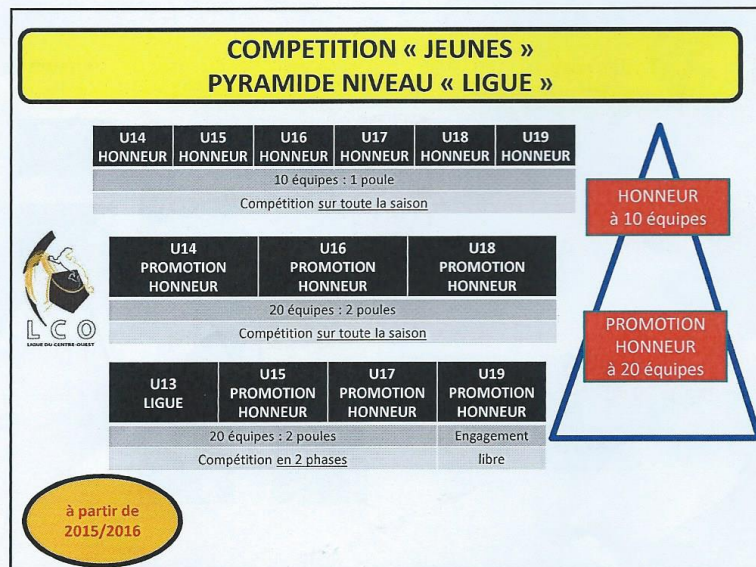 COMPETITION « JEUNES »
PYRAMIDE NIVEAU « LIGUE »
U14 HONNEUR
U15 HONNEUR
U16 HONNEUR
U17 HONNEUR
U18 HONNEUR
U19 HONNEUR
10 équipes : 1 poule
Compétition sur toute la saison
HONNEUR
à 10 équipes
U14
PROMOTION
HONNEUR
U16
PROMOTION
HONNEUR
U18
PROMOTION
HONNEUR
20 équipes : 2 poules
Compétition sur toute la saison
LCO
LIGUE DU CENTRE-OUEST
PROMOTION
HONNEUR
à 20 équipes
U13
LIGUE
U15
PROMOTION
HONNEUR
U17
PROMOTION
HONNEUR
U19
PROMOTION
HONNEUR
20 équipes : 2 poules
Compétition en 2 phases
Engagement
libre
à partir de
2015/2016